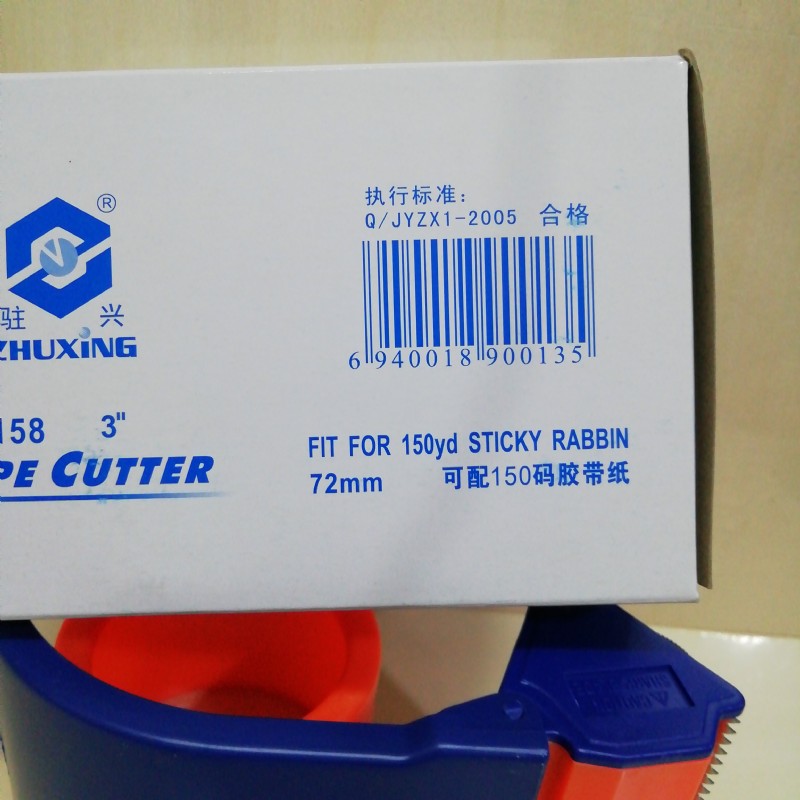 执行标准：
Q/JYZX1-2005 合格
6 940018 900135
®
驻 兴
ZHUXiNG
158 3"
PE CUTTER
FIT FOR 150yd STICKY RABBIN
72mm 可配150码胶带纸